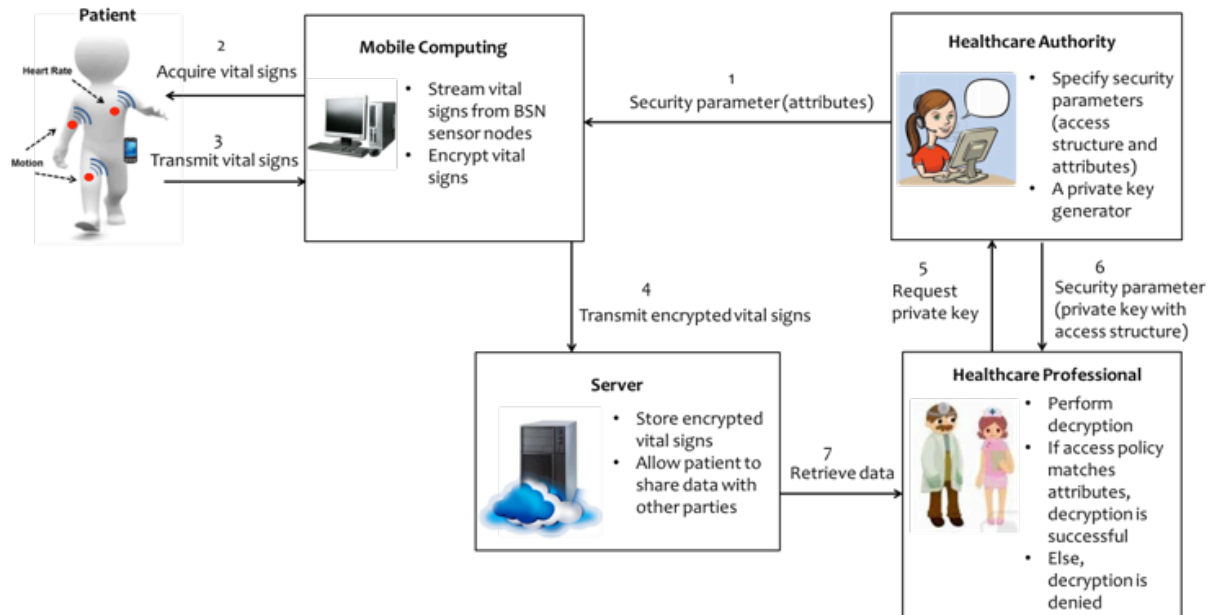 Patient
Heart Rate
Motion
2
Acquire vital signs
3
Transmit vital signs
Mobile Computing
• Stream vital
signs from BSN
sensor nodes
• Encrypt vital
signs
1
Security parameter (attributes)
Healthcare Authority
• Specify security
parameters
(access
structure and
attributes)
• A private key
generator
4
Transmit encrypted vital signs
5
Request
private key
6
Security parameter
(private key with
access structure)
Server
• Store encrypted
vital signs
• Allow patient to
share data with
other parties
7
Retrieve data
Healthcare Professional
• Perform
decryption
• If access policy
matches
attributes,
decryption is
successful
• Else,
decryption is
denied